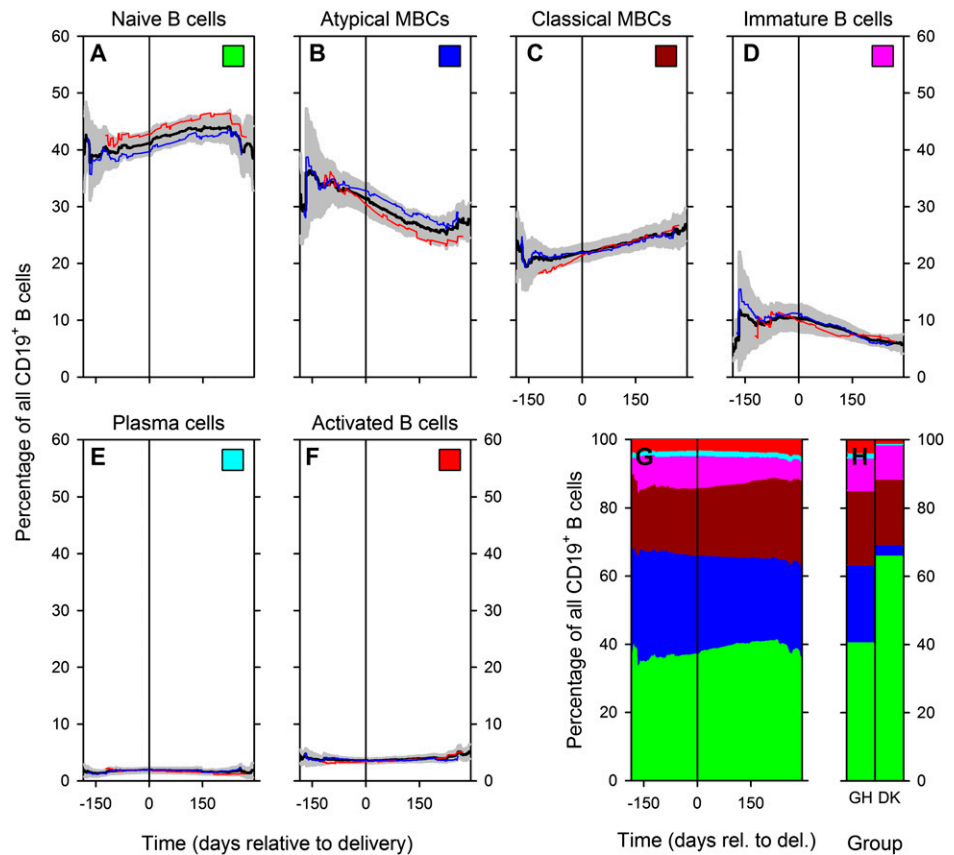 Naive B cells Atypical MBCs Classical MBCs Immature B cells
60 A B C D 60
50 50
40 40
30 30
20 20
10 10
0 0
-150 0 150 -150 0 150
Plasma cells Activated B cells
60 E F 60 100 G H 100
50 50 80 80
40 40 60 60
30 30
20 20 40 40
10 10 20 20
0 0 0 0
-150 0 150 -150 0 150 -150 0 150 GH DK
Percentage of all CD19+ B cells
Percentage of all CD19+ B cells
Time (days relative to delivery) Time (days rel. to del.) Group